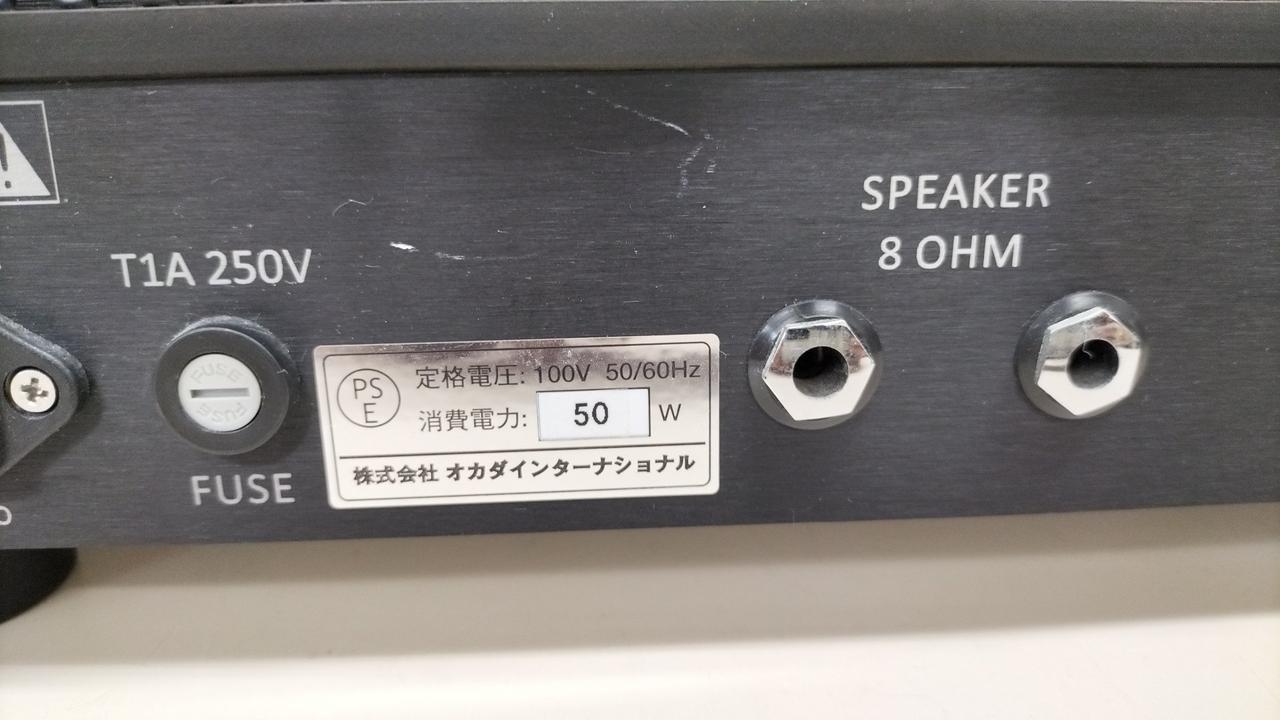 T1A 250V
FUSE
FUSE
FUSE
PS
E
定格電圧: 100V 50/60Hz
消費電力: 50 W
株式会社 オカダインターナショナル
SPEAKER
8 OHM